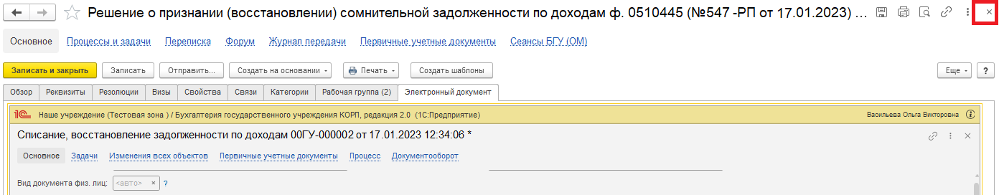 Решение о признании (восстановлении) сомнительной задолженности по доходам ф. 0510445 (№547 -РП от 17.01.2023) ...
Основное Процессы и задачи Переписка Форум Журнал передачи Первичные учетные документы Сеансы БГУ (ОМ)
Записать и закрыть Записать Отправить... Создать на основании Печать Создать шаблоны Еще ?
Обзор Реквизиты Резолюции Визы Свойства Связи Категории Рабочая группа (2) Электронный документ
1С Наше учреждение (Тестовая зона ) / Бухгалтерия государственного учреждения КОРП, редакция 2.0 (1С:Предприятие) Васильева Ольга Викторовна
Списание, восстановление задолженности по доходам 00ГУ-000002 от 17.01.2023 12:34:06 *
Основное Задачи Изменения всех объектов Первичные учетные документы Процесс Документооборот
Вид документа физ. лиц: <авто> × ?